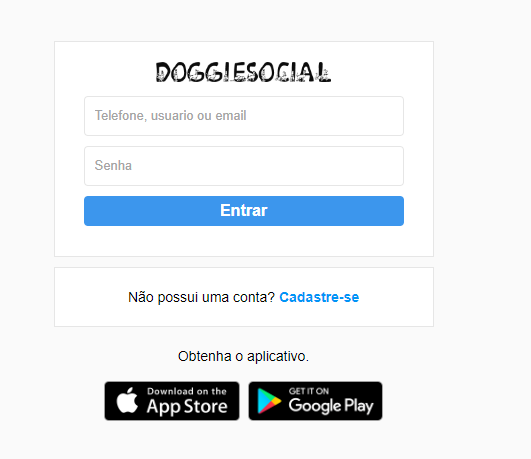 DOGGIESOCIAL
Telefone, usuario ou email
Senha
Entrar
Não possui uma conta? Cadastre-se
Obtenha o aplicativo.
Download on the
App Store
GET IT ON
Google Play